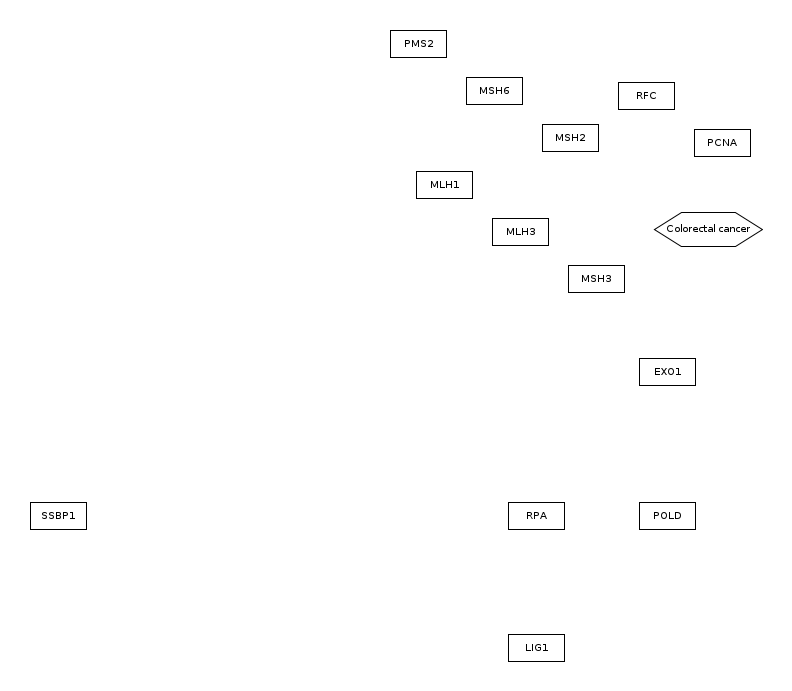 PMS2
MSH6
RFC
MSH2
PCNA
MLH1
MLH3
Colorectal cancer
MSH3
EXO1
SSBP1
RPA
POLD
LIG1